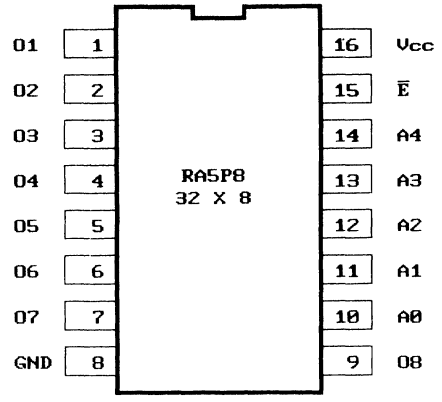 O1 1 16 Vcc
O2 2 15 E̅
O3 3 14 A4
O4 4 13 A3
RA5P8
32 X 8
O5 5 12 A2
O6 6 11 A1
O7 7 10 A0
GND 8 9 O8